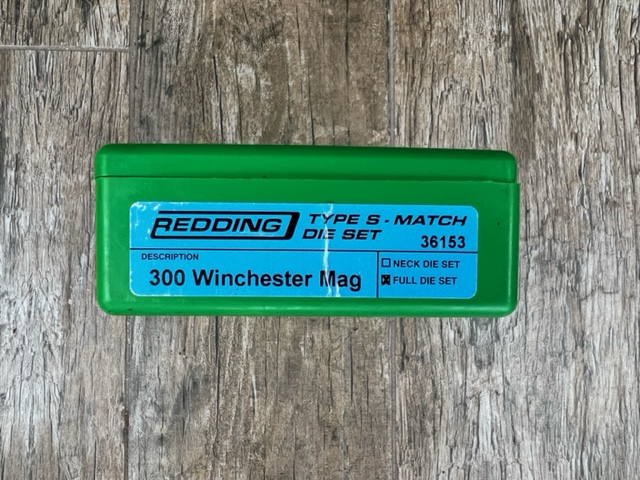 REDDING TYPE S - MATCH
DIE SET
36153
DESCRIPTION
300 Winchester Mag
NECK DIE SET
FULL DIE SET